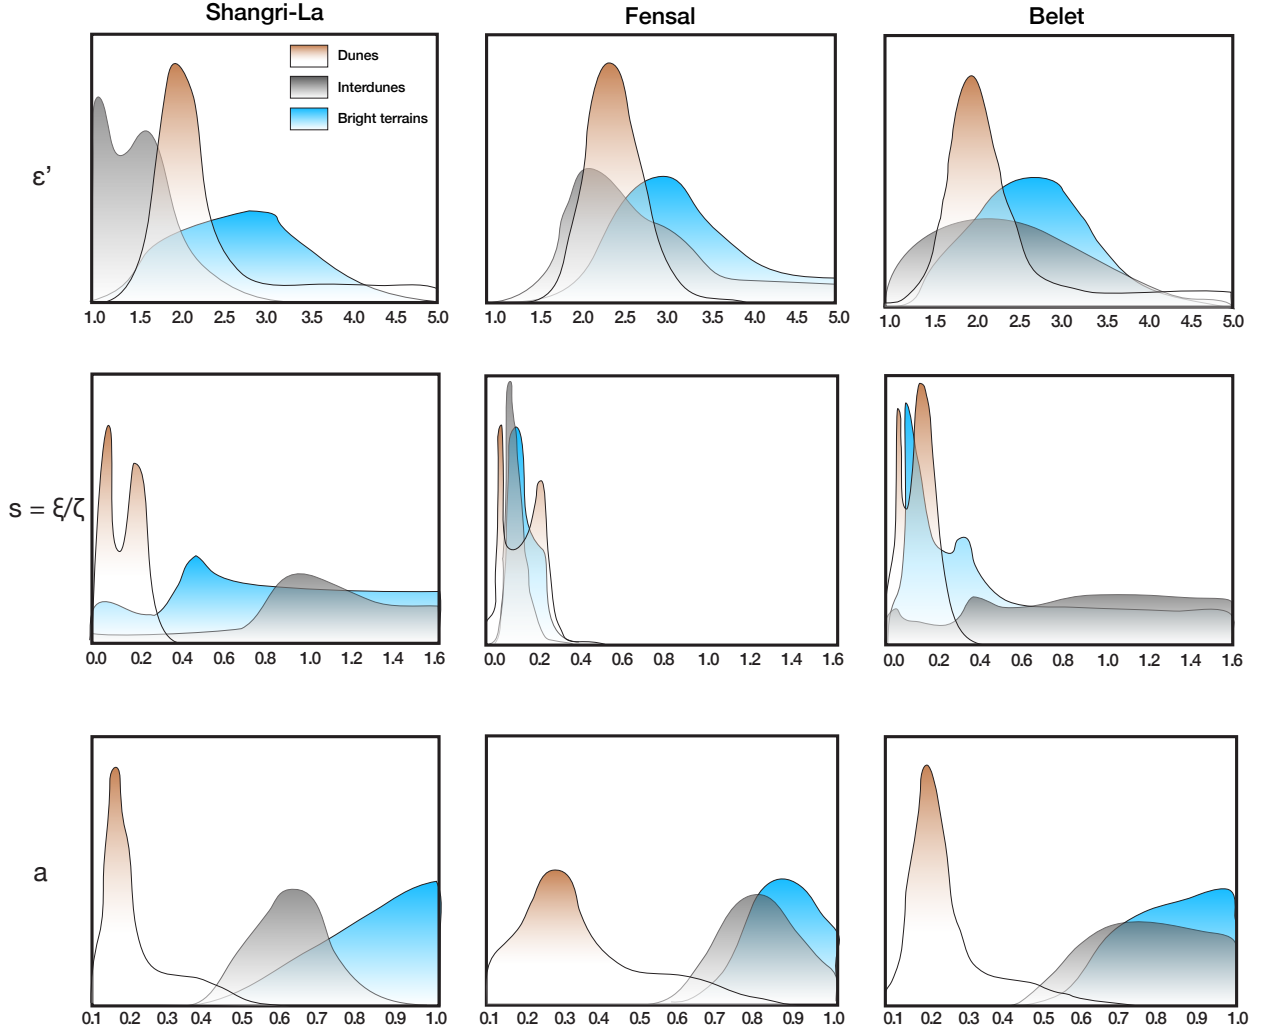 Shangri-La
Fensal
Belet
Dunes
Interdunes
Bright terrains
ε’
1.0 1.5 2.0 2.5 3.0 3.5 4.0 4.5 5.0
1.0 1.5 2.0 2.5 3.0 3.5 4.0 4.5 5.0
1.0 1.5 2.0 2.5 3.0 3.5 4.0 4.5 5.0
s = ξ/ζ
0.0 0.2 0.4 0.6 0.8 1.0 1.2 1.4 1.6
0.0 0.2 0.4 0.6 0.8 1.0 1.2 1.4 1.6
0.0 0.2 0.4 0.6 0.8 1.0 1.2 1.4 1.6
a
0.1 0.2 0.3 0.4 0.5 0.6 0.7 0.8 0.9 1.0
0.1 0.2 0.3 0.4 0.5 0.6 0.7 0.8 0.9 1.0
0.1 0.2 0.3 0.4 0.5 0.6 0.7 0.8 0.9 1.0